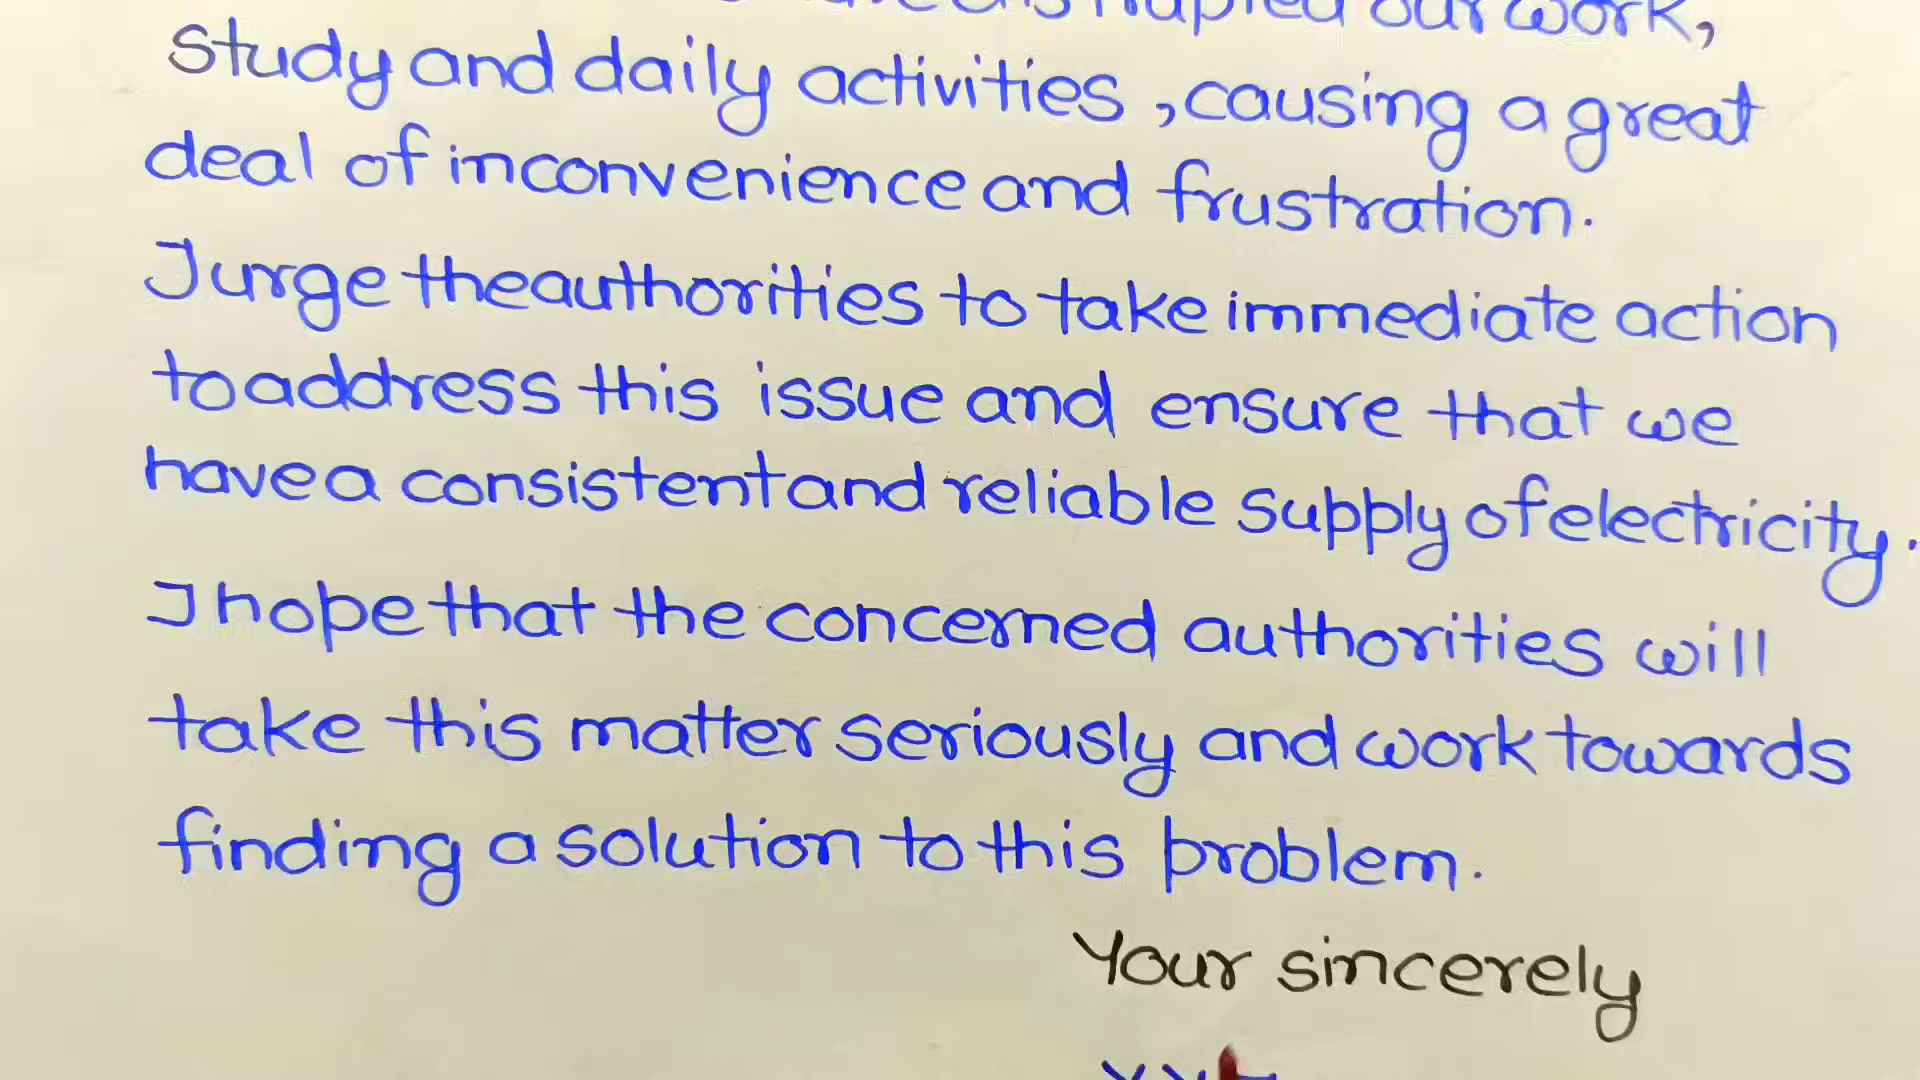 our work,
study and daily activities, causing a great
deal of inconvenience and frustration.
I urge the authorities to take immediate action
to address this issue and ensure that we
have a consistent and reliable supply of electricity.
I hope that the concerned authorities will
take this matter seriously and work towards
finding a solution to this problem.
Your sincerely